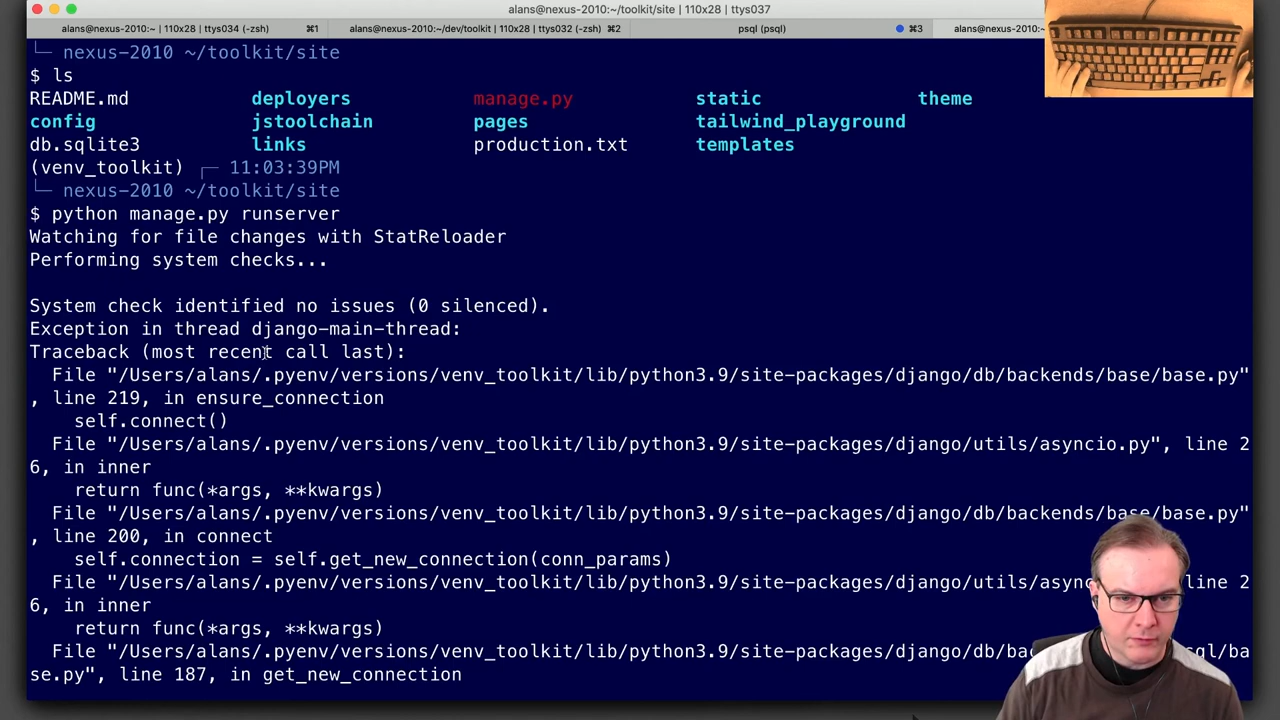 alans@nexus-2010:~/toolkit/site | 110x28 | ttys037
alans@nexus-2010:~ | 110x28 | ttys034 (-zsh) ⌘1 alans@nexus-2010:~/dev/toolkit | 110x28 | ttys032 (-zsh) ⌘2 psql (psql) ⌘3 alans@nexus-2010:~
└─ nexus-2010 ~/toolkit/site
$ ls
README.md deployers manage.py static theme
config jstoolchain pages tailwind_playground
db.sqlite3 links production.txt templates
(venv_toolkit) ┌─ 11:03:39PM
└─ nexus-2010 ~/toolkit/site
$ python manage.py runserver
Watching for file changes with StatReloader
Performing system checks...
System check identified no issues (0 silenced).
Exception in thread django-main-thread:
Traceback (most recent call last):
File "/Users/alans/.pyenv/versions/venv_toolkit/lib/python3.9/site-packages/django/db/backends/base/base.py"
, line 219, in ensure_connection
self.connect()
File "/Users/alans/.pyenv/versions/venv_toolkit/lib/python3.9/site-packages/django/utils/asyncio.py", line 2
6, in inner
return func(*args, **kwargs)
File "/Users/alans/.pyenv/versions/venv_toolkit/lib/python3.9/site-packages/django/db/backends/base/base.py"
, line 200, in connect
self.connection = self.get_new_connection(conn_params)
File "/Users/alans/.pyenv/versions/venv_toolkit/lib/python3.9/site-packages/django/utils/async line 2
6, in inner
return func(*args, **kwargs)
File "/Users/alans/.pyenv/versions/venv_toolkit/lib/python3.9/site-packages/django/db/bac sql/ba
se.py", line 187, in get_new_connection